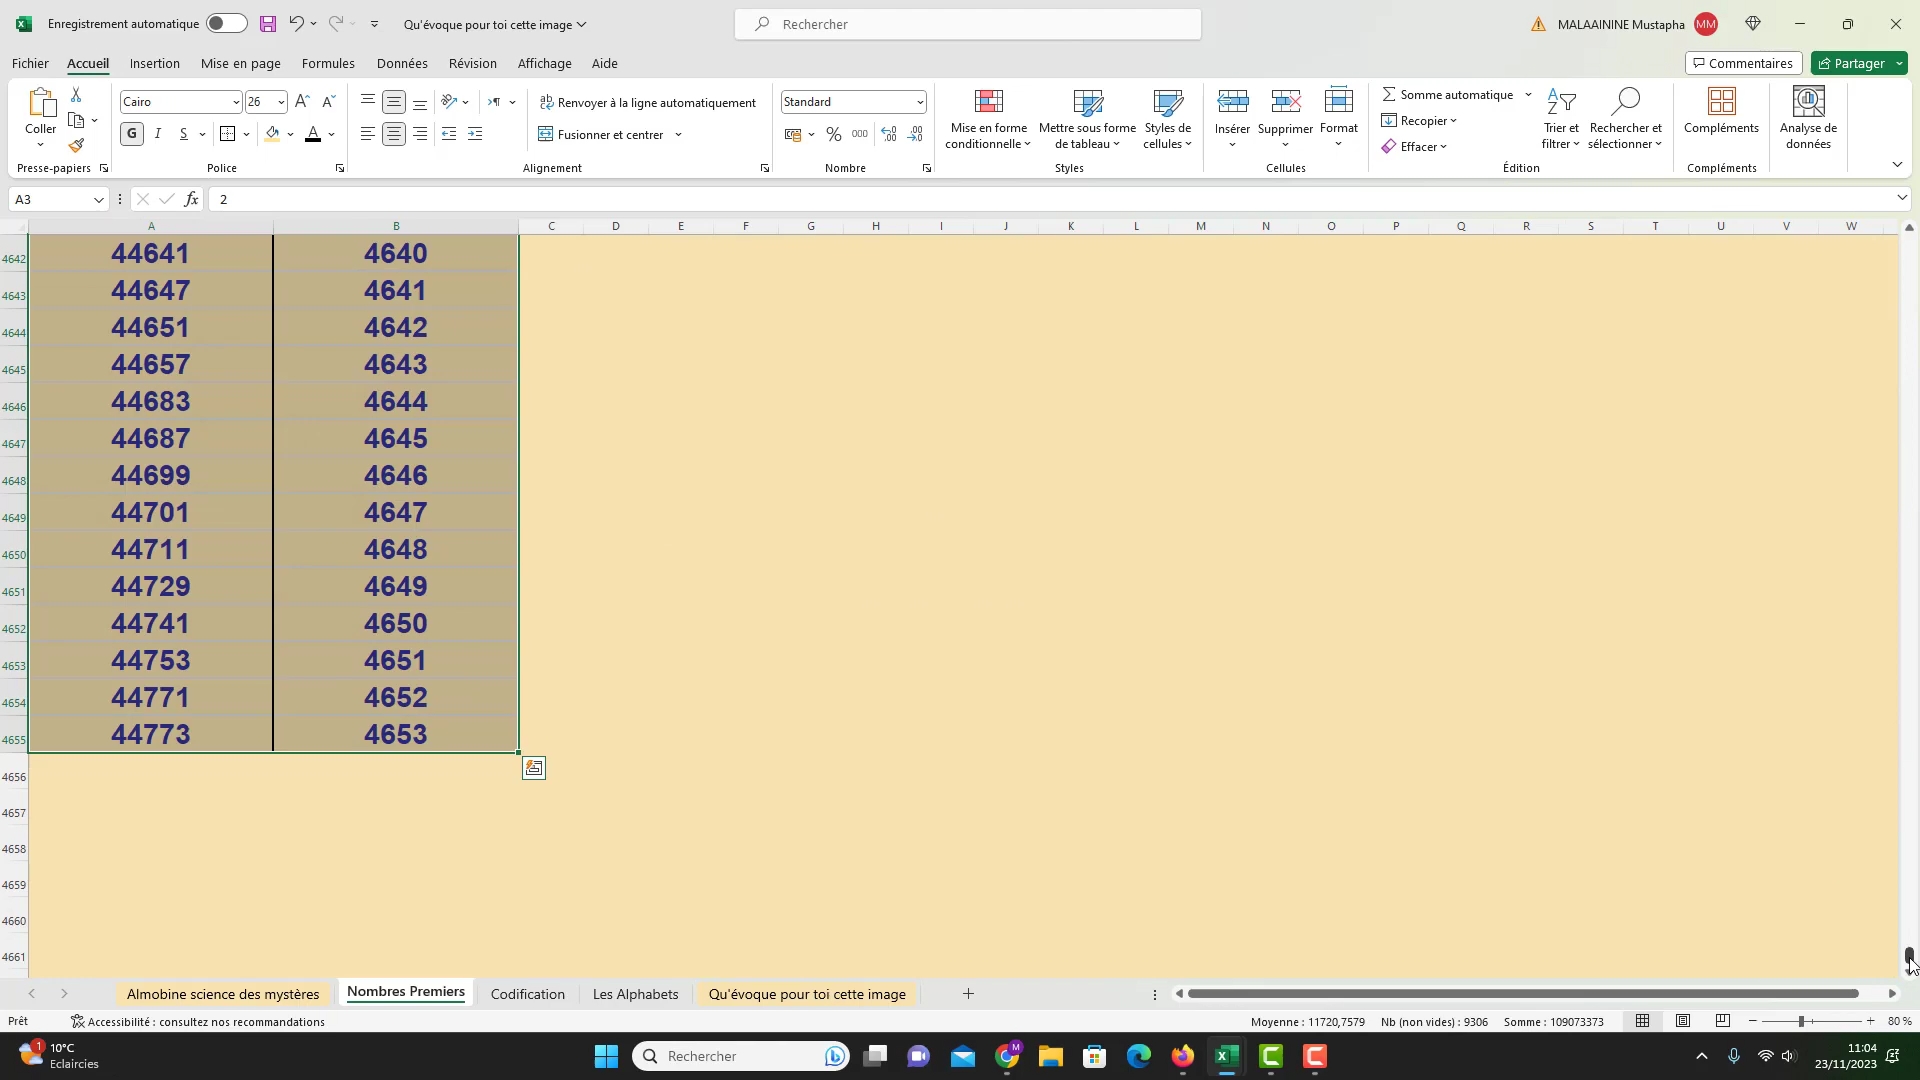 Enregistrement automatique
Qu'évoque pour toi cette image
Rechercher
MALAAININE Mustapha
MM
Fichier Accueil Insertion Mise en page Formules Données Révision Affichage Aide
Commentaires
Partager
Coller
Presse-papiers
Cairo 26
G I S
Police
Renvoyer à la ligne automatiquement
Fusionner et centrer
Alignement
Standard
% 000
Nombre
Mise en forme conditionnelle
Mettre sous forme de tableau
Styles de cellules
Styles
Insérer Supprimer Format
Cellules
Somme automatique
Recopier
Effacer
Trier et filtrer
Rechercher et sélectionner
Édition
Compléments
Compléments
Analyse de données
A3 fx 2
A B C D E F G H I J K L M N O P Q R S T U V W
4642 44641 4640
4643 44647 4641
4644 44651 4642
4645 44657 4643
4646 44683 4644
4647 44687 4645
4648 44699 4646
4649 44701 4647
4650 44711 4648
4651 44729 4649
4652 44741 4650
4653 44753 4651
4654 44771 4652
4655 44773 4653
4656
4657
4658
4659
4660
4661
Almobine science des mystères Nombres Premiers Codification Les Alphabets Qu'évoque pour toi cette image
Prêt Accessibilité : consultez nos recommandations Moyenne : 11720,7579 Nb (non vides) : 9306 Somme : 109073373 80 %
1
10°C
Eclaircies
Rechercher
M
11:04
23/11/2023